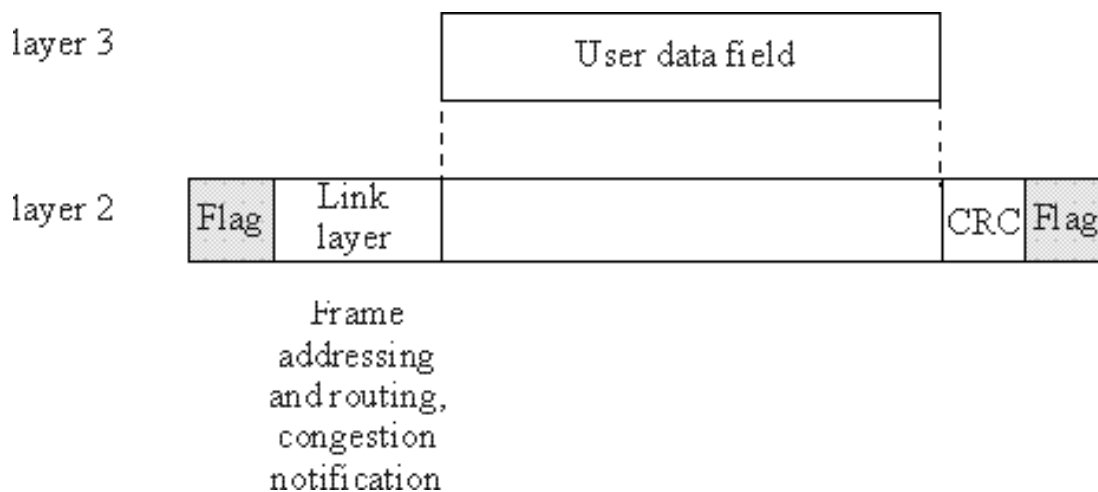 layer 3
User data field
layer 2
Flag
Link
layer
CRC
Flag
Frame
addressing
and routing,
congestion
notification